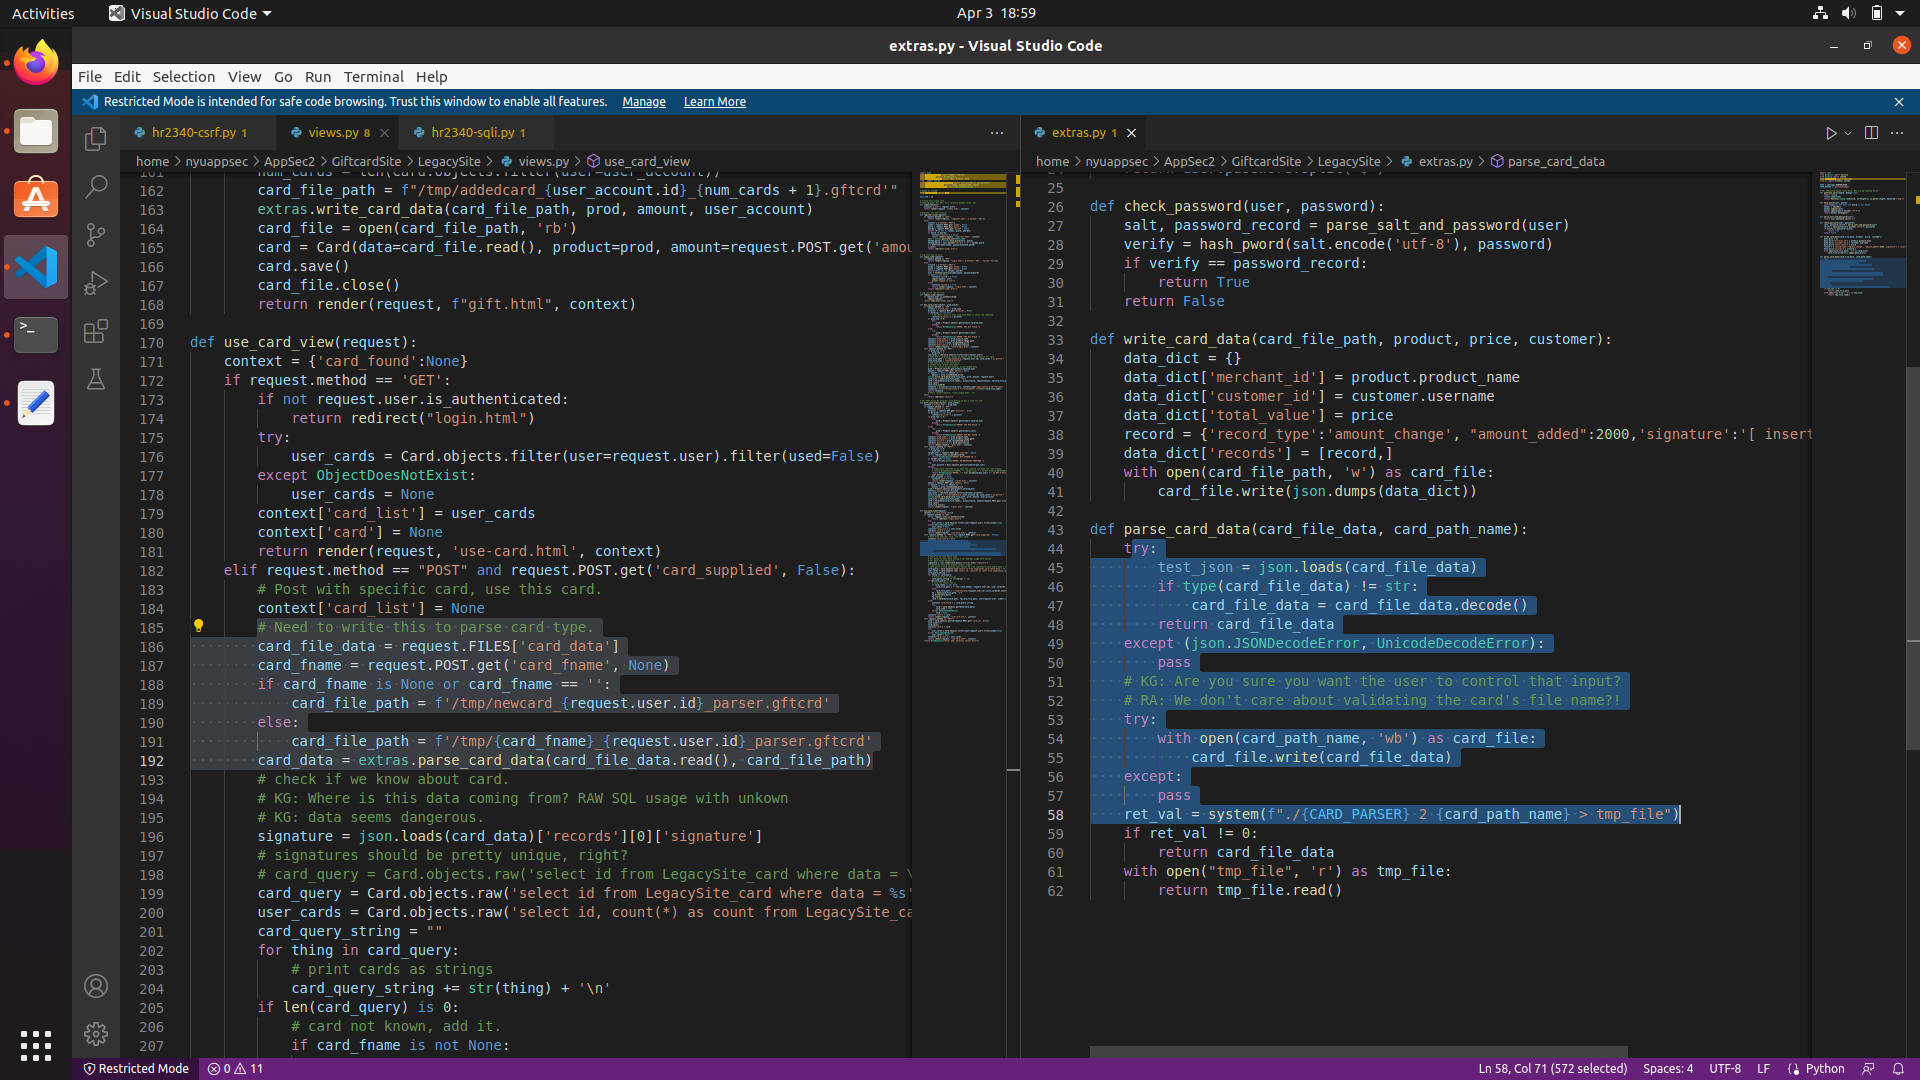 Activities
Visual Studio Code
Apr 3 18:59
extras.py - Visual Studio Code
File Edit Selection View Go Run Terminal Help
Restricted Mode is intended for safe code browsing. Trust this window to enable all features. Manage Learn More
hr2340-csrf.py 1
views.py 8
hr2340-sqli.py 1
home > nyuappsec > AppSec2 > GiftcardSite > LegacySite > views.py > use_card_view
162 card_file_path = f"/tmp/addedcard_{user_account.id}_{num_cards + 1}.gftcrd'"
163 extras.write_card_data(card_file_path, prod, amount, user_account)
164 card_file = open(card_file_path, 'rb')
165 card = Card(data=card_file.read(), product=prod, amount=request.POST.get('amou
166 card.save()
167 card_file.close()
168 return render(request, f"gift.html", context)
169
170 def use_card_view(request):
171 context = {'card_found':None}
172 if request.method == 'GET':
173 if not request.user.is_authenticated:
174 return redirect("login.html")
175 try:
176 user_cards = Card.objects.filter(user=request.user).filter(used=False)
177 except ObjectDoesNotExist:
178 user_cards = None
179 context['card_list'] = user_cards
180 context['card'] = None
181 return render(request, 'use-card.html', context)
182 elif request.method == "POST" and request.POST.get('card_supplied', False):
183 # Post with specific card, use this card.
184 context['card_list'] = None
185 # Need to write this to parse card type.
186 card_file_data = request.FILES['card_data']
187 card_fname = request.POST.get('card_fname', None)
188 if card_fname is None or card_fname == '':
189 card_file_path = f'/tmp/newcard_{request.user.id}_parser.gftcrd'
190 else:
191 card_file_path = f'/tmp/{card_fname}_{request.user.id}_parser.gftcrd'
192 card_data = extras.parse_card_data(card_file_data.read(), card_file_path)
193 # check if we know about card.
194 # KG: Where is this data coming from? RAW SQL usage with unkown
195 # KG: data seems dangerous.
196 signature = json.loads(card_data)['records'][0]['signature']
197 # signatures should be pretty unique, right?
198 # card_query = Card.objects.raw('select id from LegacySite_card where data = \
199 card_query = Card.objects.raw('select id from LegacySite_card where data = %s'
200 user_cards = Card.objects.raw('select id, count(*) as count from LegacySite_ca
201 card_query_string = ""
202 for thing in card_query:
203 # print cards as strings
204 card_query_string += str(thing) + '\n'
205 if len(card_query) is 0:
206 # card not known, add it.
207 if card_fname is not None:
extras.py 1
home > nyuappsec > AppSec2 > GiftcardSite > LegacySite > extras.py > parse_card_data
25
26 def check_password(user, password):
27 salt, password_record = parse_salt_and_password(user)
28 verify = hash_pword(salt.encode('utf-8'), password)
29 if verify == password_record:
30 return True
31 return False
32
33 def write_card_data(card_file_path, product, price, customer):
34 data_dict = {}
35 data_dict['merchant_id'] = product.product_name
36 data_dict['customer_id'] = customer.username
37 data_dict['total_value'] = price
38 record = {'record_type':'amount_change', "amount_added":2000,'signature':'[ insert
39 data_dict['records'] = [record,]
40 with open(card_file_path, 'w') as card_file:
41 card_file.write(json.dumps(data_dict))
42
43 def parse_card_data(card_file_data, card_path_name):
44 try:
45 test_json = json.loads(card_file_data)
46 if type(card_file_data) != str:
47 card_file_data = card_file_data.decode()
48 return card_file_data
49 except (json.JSONDecodeError, UnicodeDecodeError):
50 pass
51 # KG: Are you sure you want the user to control that input?
52 # RA: We don't care about validating the card's file name?!
53 try:
54 with open(card_path_name, 'wb') as card_file:
55 card_file.write(card_file_data)
56 except:
57 pass
58 ret_val = system(f"./{CARD_PARSER} 2 {card_path_name} > tmp_file")
59 if ret_val != 0:
60 return card_file_data
61 with open("tmp_file", 'r') as tmp_file:
62 return tmp_file.read()
Restricted Mode 0 11
Ln 58, Col 71 (572 selected) Spaces: 4 UTF-8 LF Python